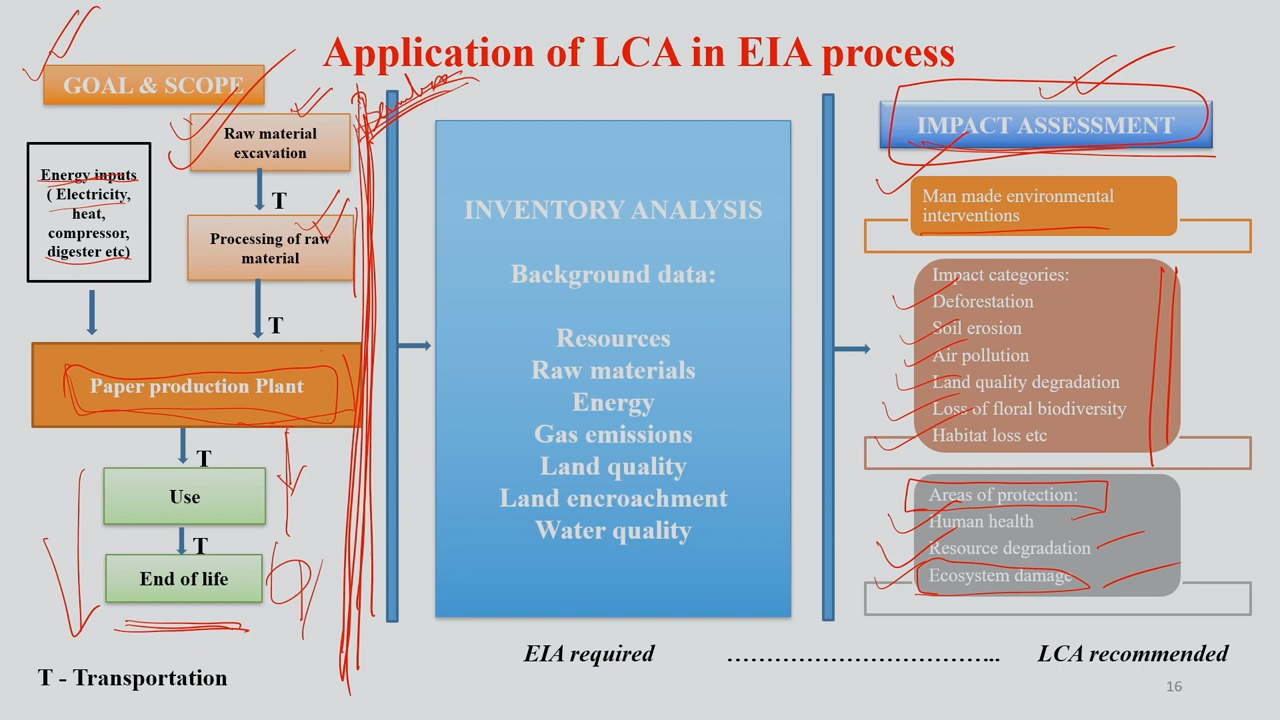 Application of LCA in EIA process
GOAL & SCOPE
Raw material
excavation
Energy inputs
( Electricity,
heat,
compressor,
digester etc)
T
Processing of raw
material
T
Paper production Plant
T
Use
T
End of life
T - Transportation
INVENTORY ANALYSIS
Background data:
Resources
Raw materials
Energy
Gas emissions
Land quality
Land encroachment
Water quality
IMPACT ASSESSMENT
Man made environmental
interventions
Impact categories:
Deforestation
Soil erosion
Air pollution
Land quality degradation
Loss of floral biodiversity
Habitat loss etc
Areas of protection:
Human health
Resource degradation
Ecosystem damage
EIA required ……………………………….. LCA recommended
16